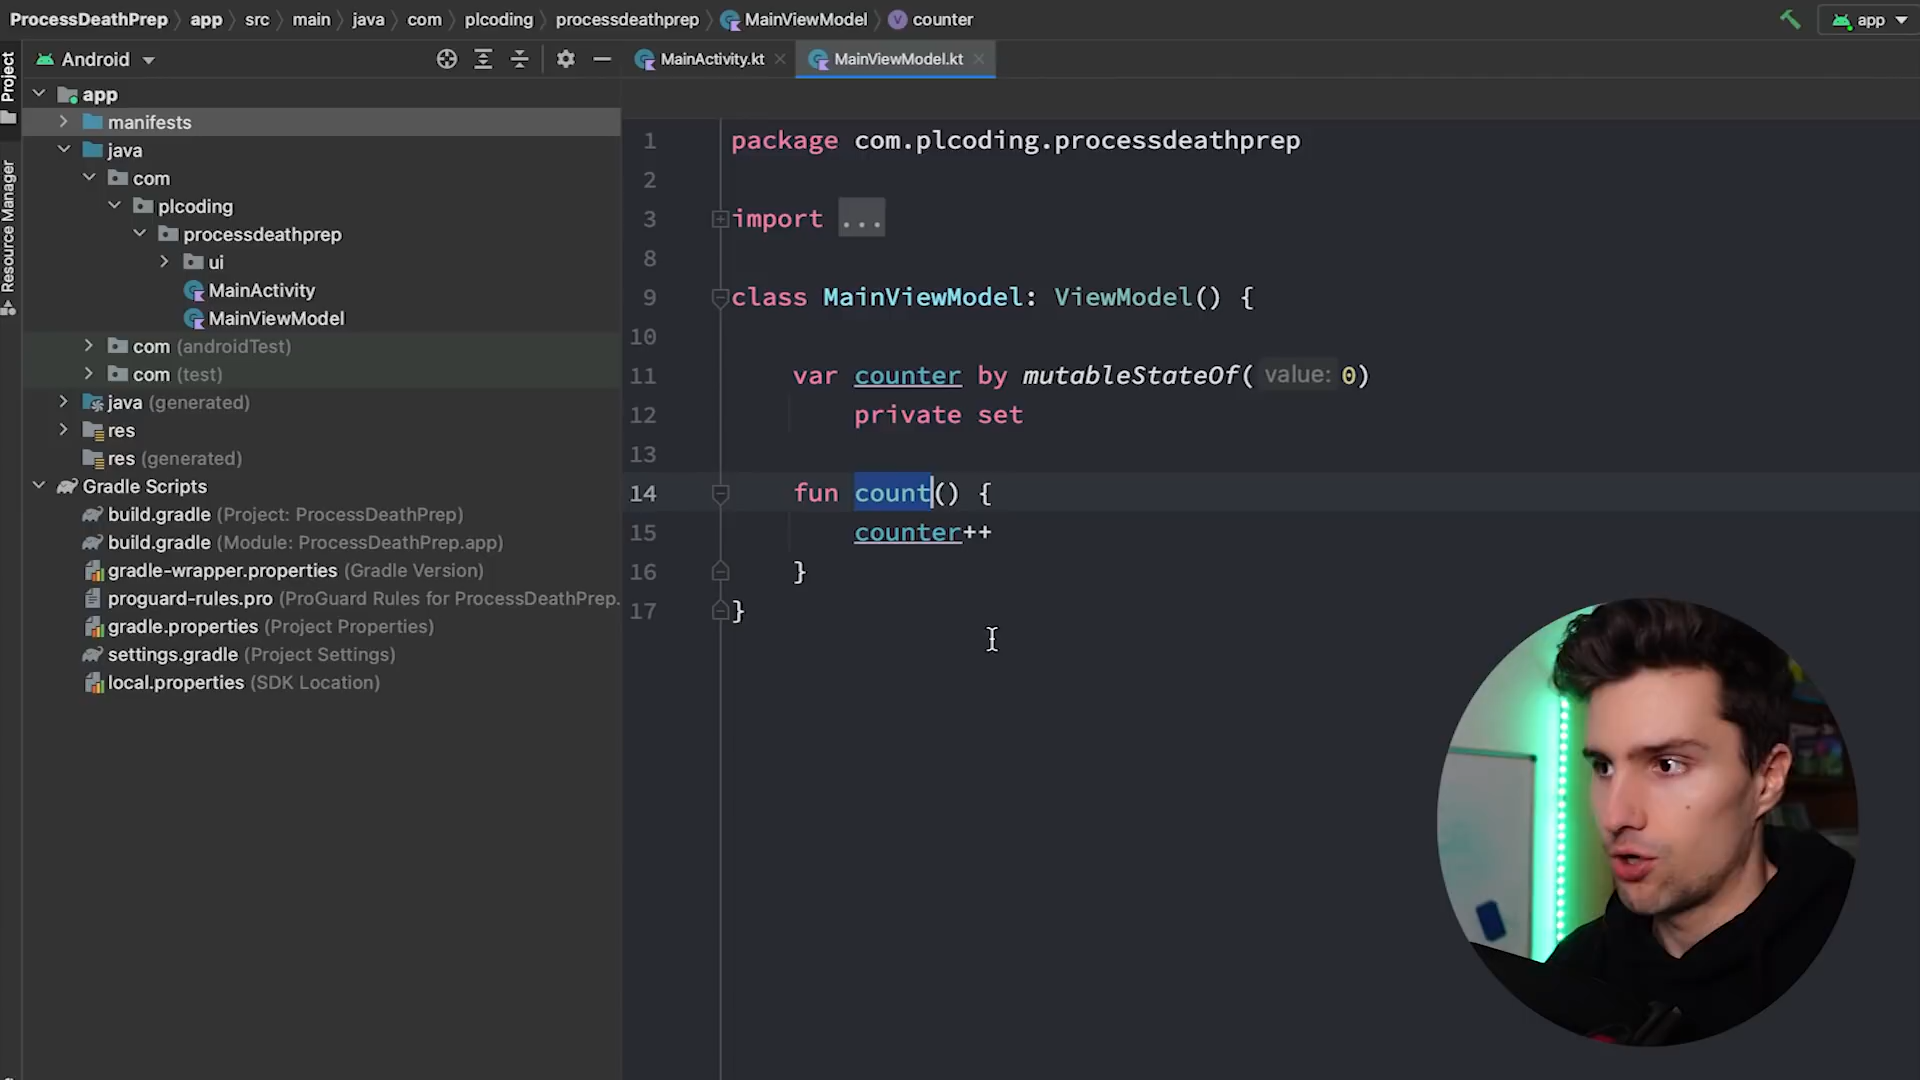 ProcessDeathPrep app src main java com plcoding processdeathprep MainViewModel counter
app
Project
Resource Manager
Android
MainActivity.kt
MainViewModel.kt
app
manifests
java
com
plcoding
processdeathprep
ui
MainActivity
MainViewModel
com (androidTest)
com (test)
java (generated)
res
res (generated)
Gradle Scripts
build.gradle (Project: ProcessDeathPrep)
build.gradle (Module: ProcessDeathPrep.app)
gradle-wrapper.properties (Gradle Version)
proguard-rules.pro (ProGuard Rules for ProcessDeathPrep.
gradle.properties (Project Properties)
settings.gradle (Project Settings)
local.properties (SDK Location)
1 package com.plcoding.processdeathprep
2
3 import ...
8
9 class MainViewModel: ViewModel() {
10
11 var counter by mutableStateOf( value: 0)
12 private set
13
14 fun count() {
15 counter++
16 }
17 }